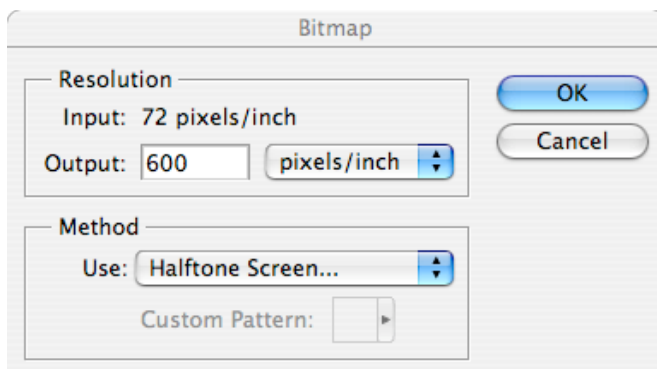 Bitmap
Resolution
Input: 72 pixels/inch
Output: 600 pixels/inch
OK
Cancel
Method
Use: Halftone Screen...
Custom Pattern: